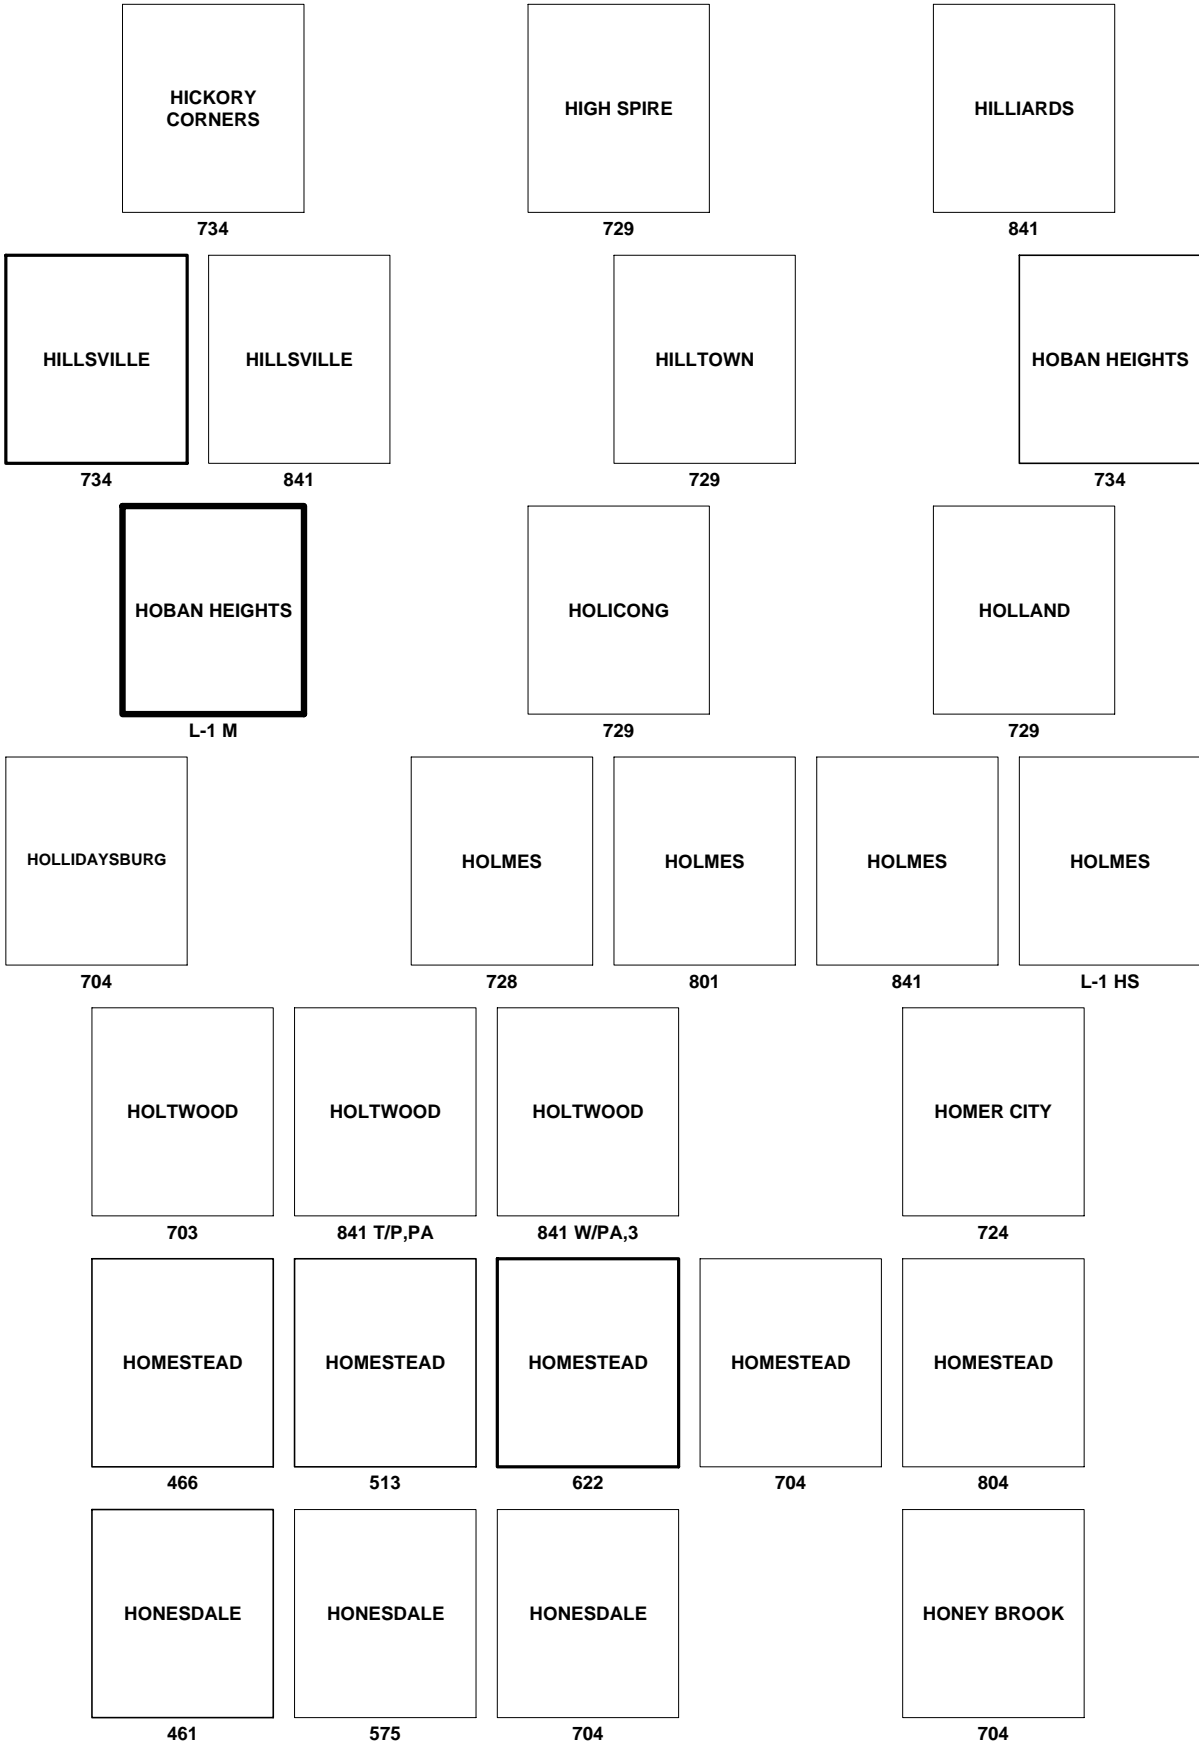 HICKORY
CORNERS
HIGH SPIRE
HILLIARDS
734
729
841
HILLSVILLE
HILLSVILLE
HILLTOWN
HOBAN HEIGHTS
734
841
729
734
HOBAN HEIGHTS
HOLICONG
HOLLAND
L-1 M
729
729
HOLLIDAYSBURG
HOLMES
HOLMES
HOLMES
HOLMES
704
728
801
841
L-1 HS
HOLTWOOD
HOLTWOOD
HOLTWOOD
HOMER CITY
703
841 T/P,PA
841 W/PA,3
724
HOMESTEAD
HOMESTEAD
HOMESTEAD
HOMESTEAD
HOMESTEAD
466
513
622
704
804
HONESDALE
HONESDALE
HONESDALE
HONEY BROOK
461
575
704
704